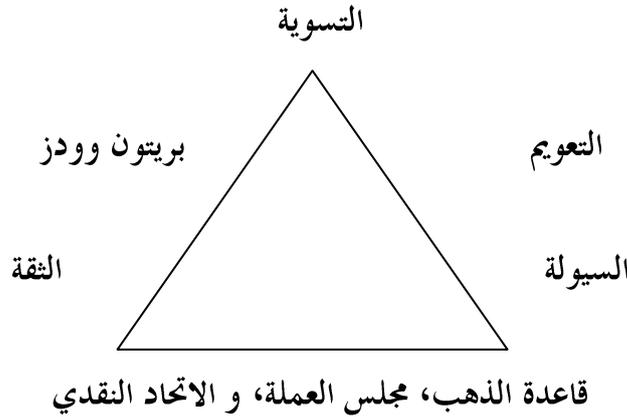 التسوية
التعويم
بريتون وودز
السيولة
الثقة
قاعدة الذهب، مجلس العملة، و الاتحاد النقدي